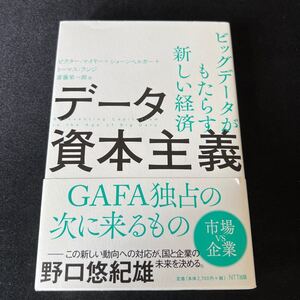 ビクター・マイヤー=ショーンベルガー+
トーマス・ランジ
斎藤栄一郎 訳
ビッグデータが
もたらす
新しい経済
データ
資本主義
GAFA独占の
次に来るもの
市場
vs
企業
——この新しい動向への対応が、国と企業の
未来を決める。
野口悠紀雄
NTT出版